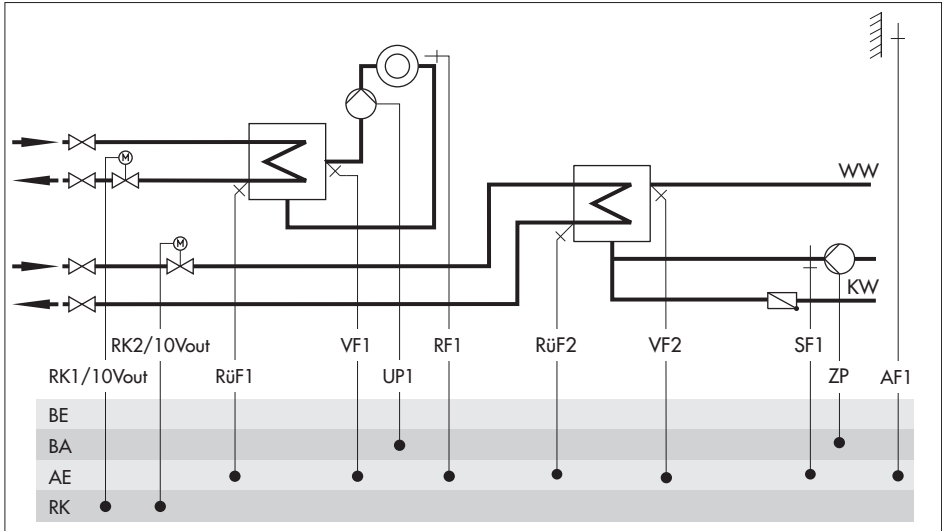 M
M
WW
KW
RK2/10Vout VF1 RF1 RüF2 VF2 SF1
RK1/10Vout RüF1 UP1 ZP AF1
BE
BA
AE
RK